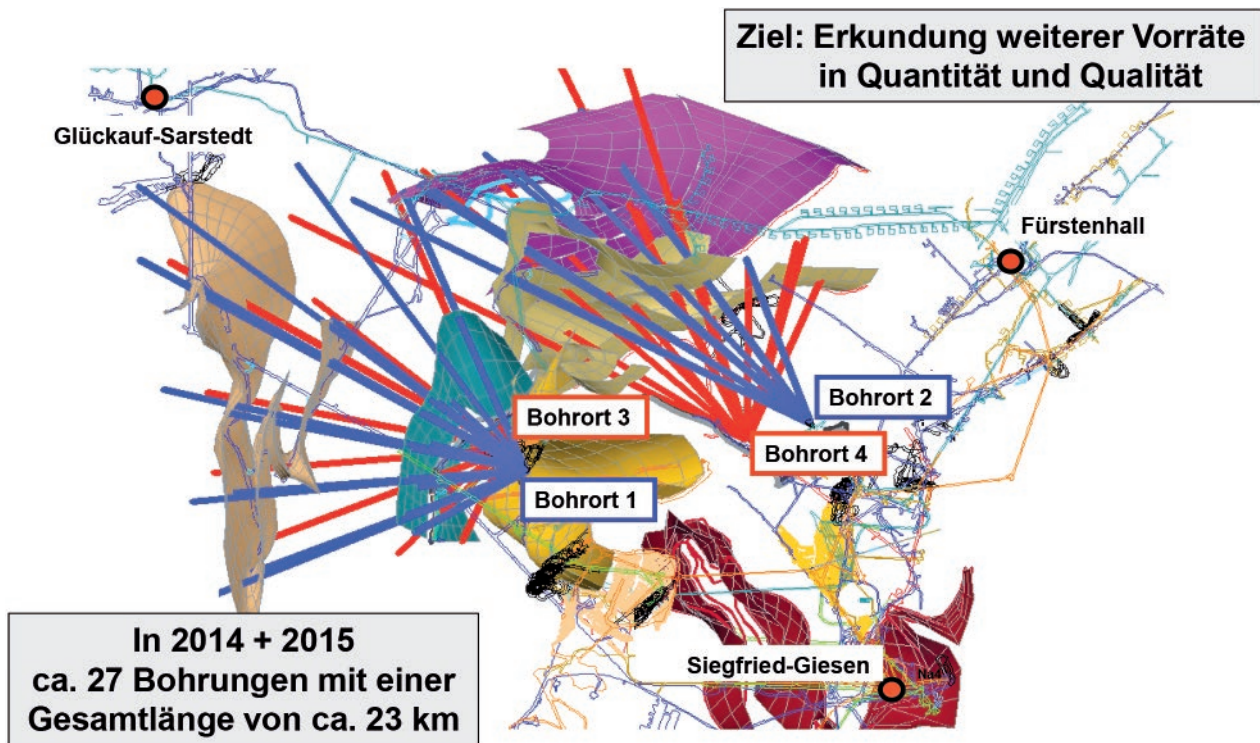 Ziel: Erkundung weiterer Vorräte
in Quantität und Qualität
Glückauf-Sarstedt
Fürstenhall
Bohrort 2
Bohrort 3
Bohrort 4
Bohrort 1
In 2014 + 2015
ca. 27 Bohrungen mit einer
Gesamtlänge von ca. 23 km
Siegfried-Giesen